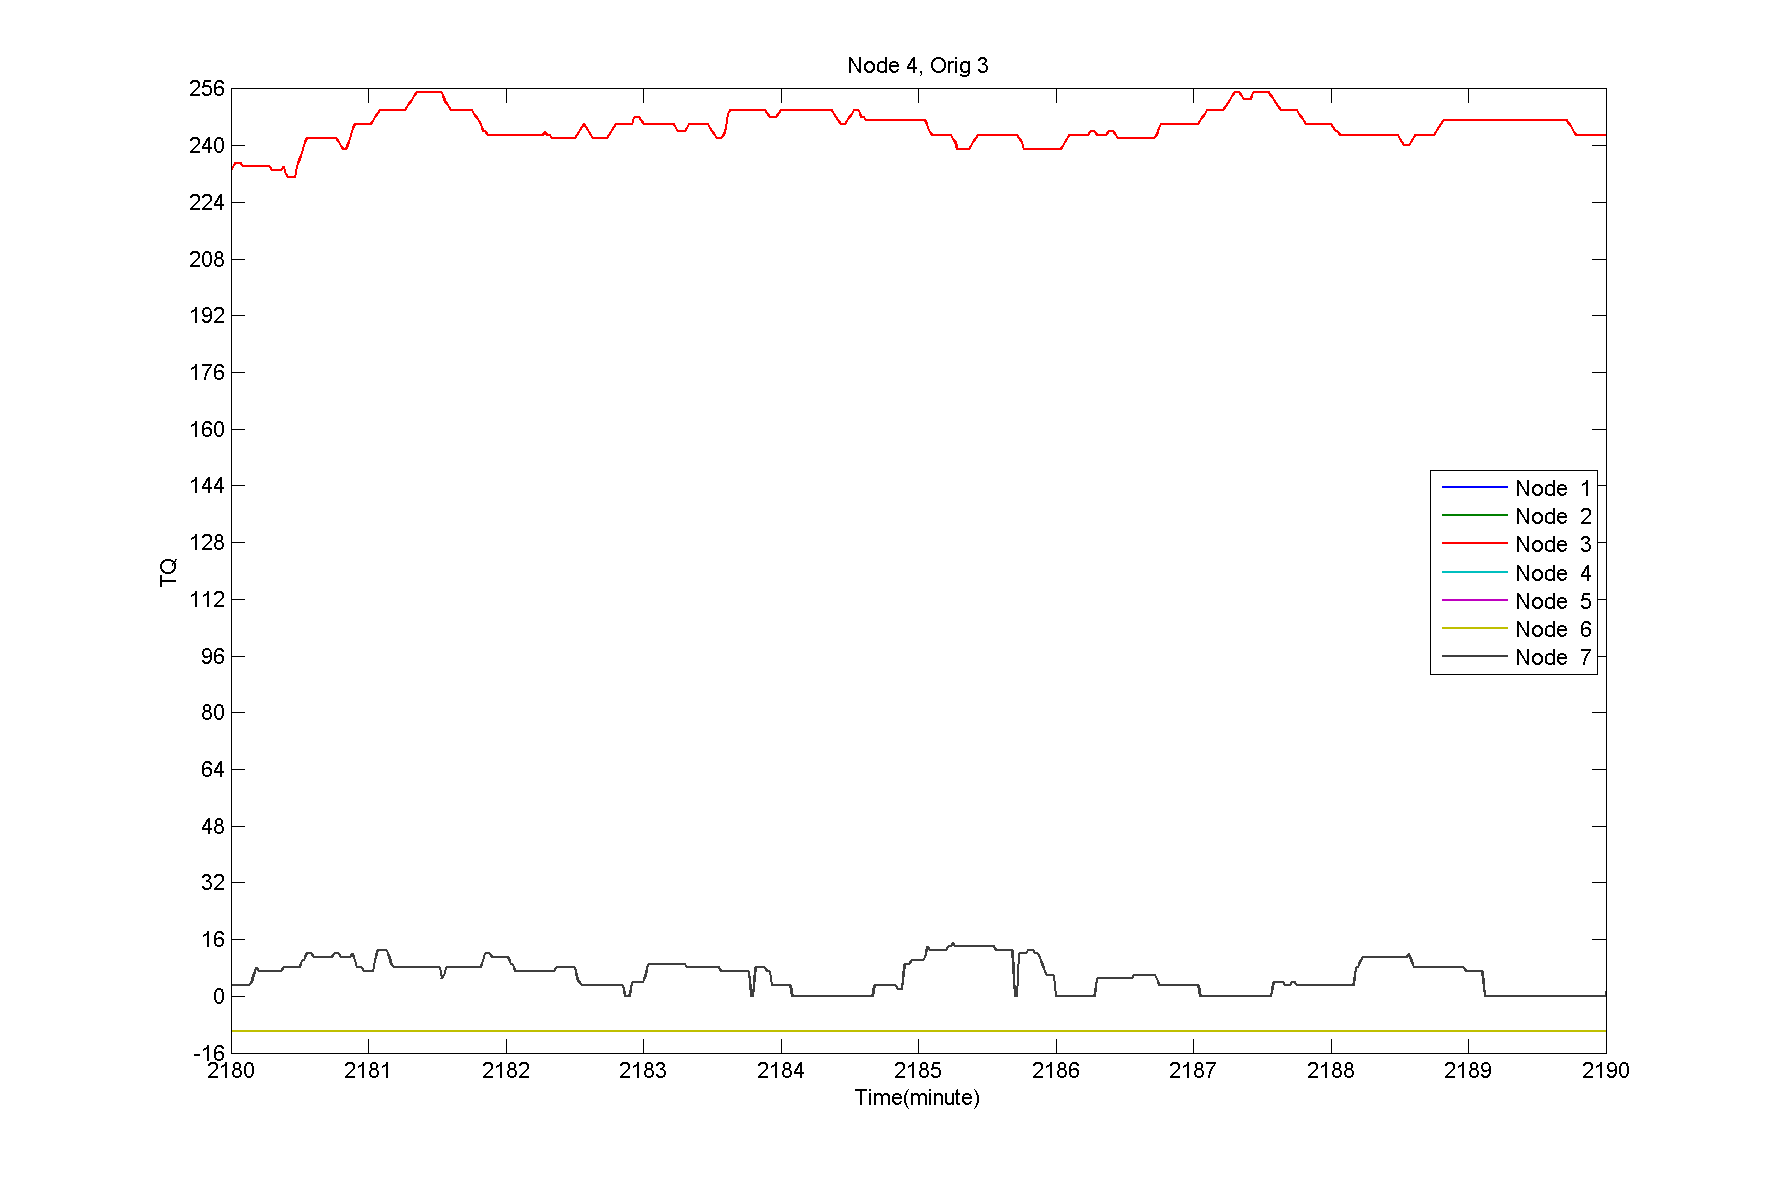 Node 4, Orig 3
256
240
224
208
192
176
160
144
128
112
96
80
64
48
32
16
0
-16
TQ
Node 1
Node 2
Node 3
Node 4
Node 5
Node 6
Node 7
2180 2181 2182 2183 2184 2185 2186 2187 2188 2189 2190
Time(minute)